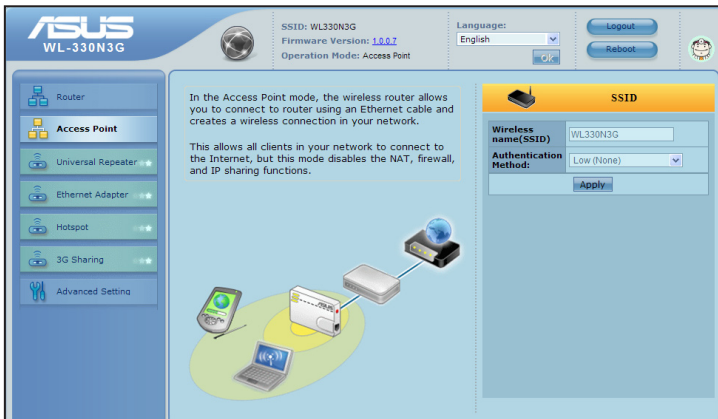 ASUS
WL-330N3G
SSID: WL330N3G
Firmware Version: 1.0.0.7
Operation Mode: Access Point
Language:
English
Ok
Logout
Reboot
Router
Access Point
Universal Repeater
Ethernet Adapter
Hotspot
3G Sharing
Advanced Setting
In the Access Point mode, the wireless router allows
you to connect to router using an Ethernet cable and
creates a wireless connection in your network.
This allows all clients in your network to connect to
the Internet, but this mode disables the NAT, firewall,
and IP sharing functions.
ASUS
SSID
Wireless
name(SSID)
WL330N3G
Authentication
Method:
Low (None)
Apply